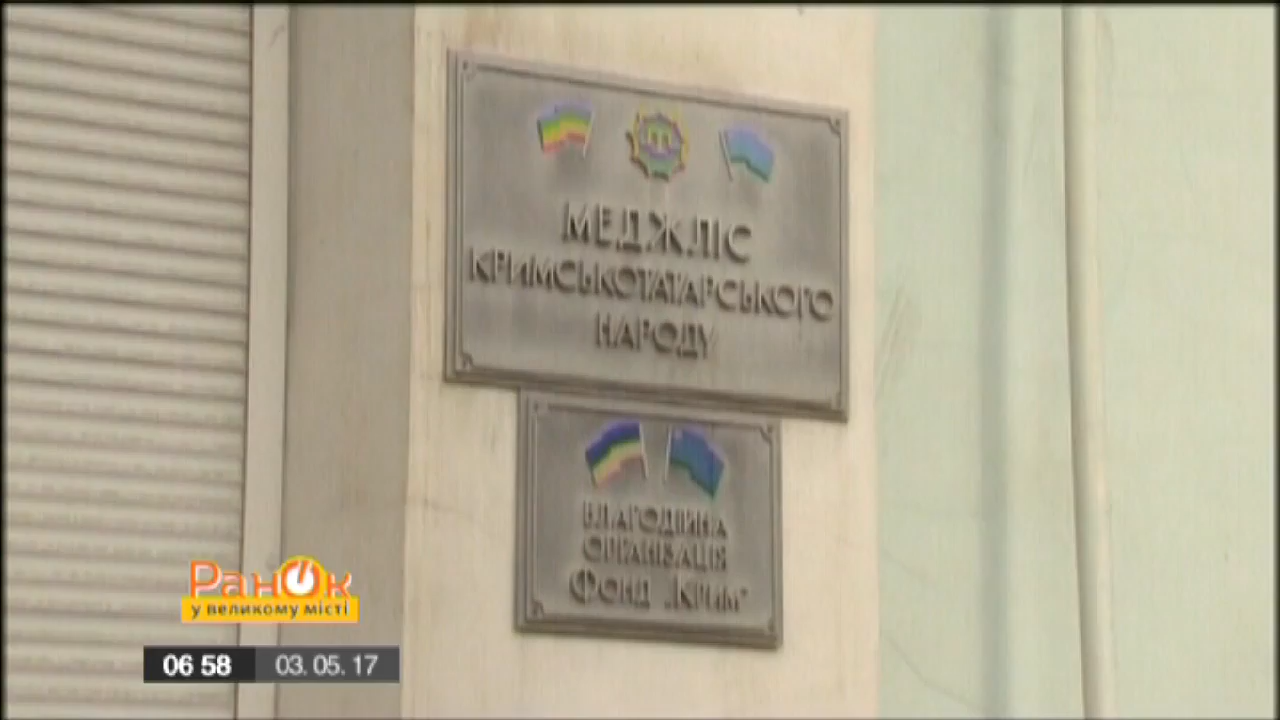 МЕДЖЛІС
КРИМСЬКОТАТАРСЬКОГО
НАРОДУ
БЛАГОДІЙНА
ОРГАНІЗАЦІЯ
ФОНД „КРИМ"
РанОк
у великому місті
06 58 03. 05. 17